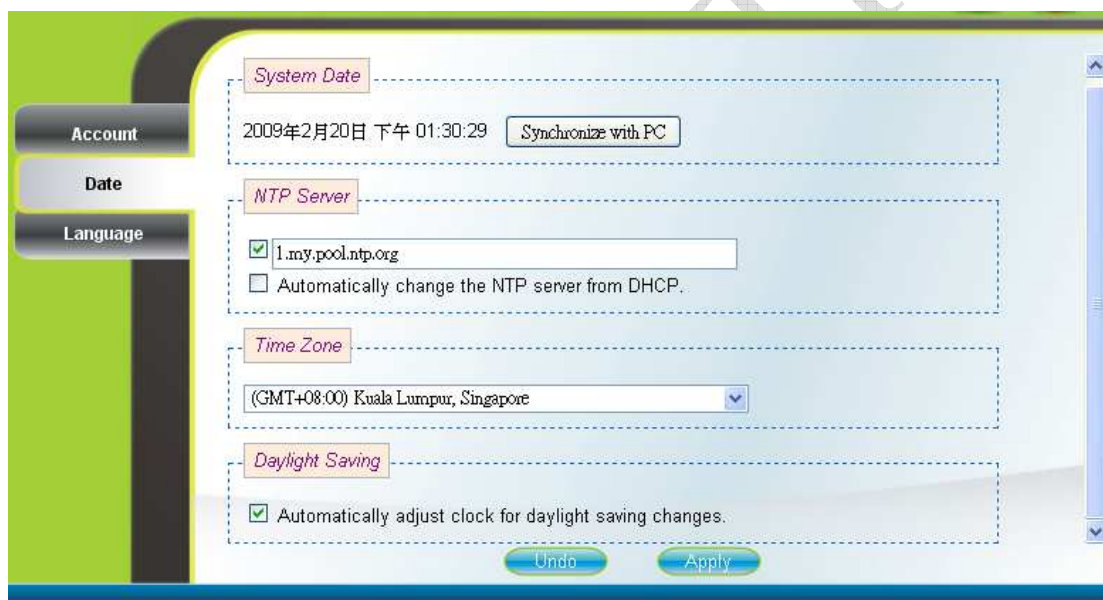 Account
Date
Language
System Date
2009年2月20日 下午 01:30:29 Synchronize with PC
NTP Server
1.my.pool.ntp.org
Automatically change the NTP server from DHCP.
Time Zone
(GMT+08:00) Kuala Lumpur, Singapore
Daylight Saving
Automatically adjust clock for daylight saving changes.
Undo Apply